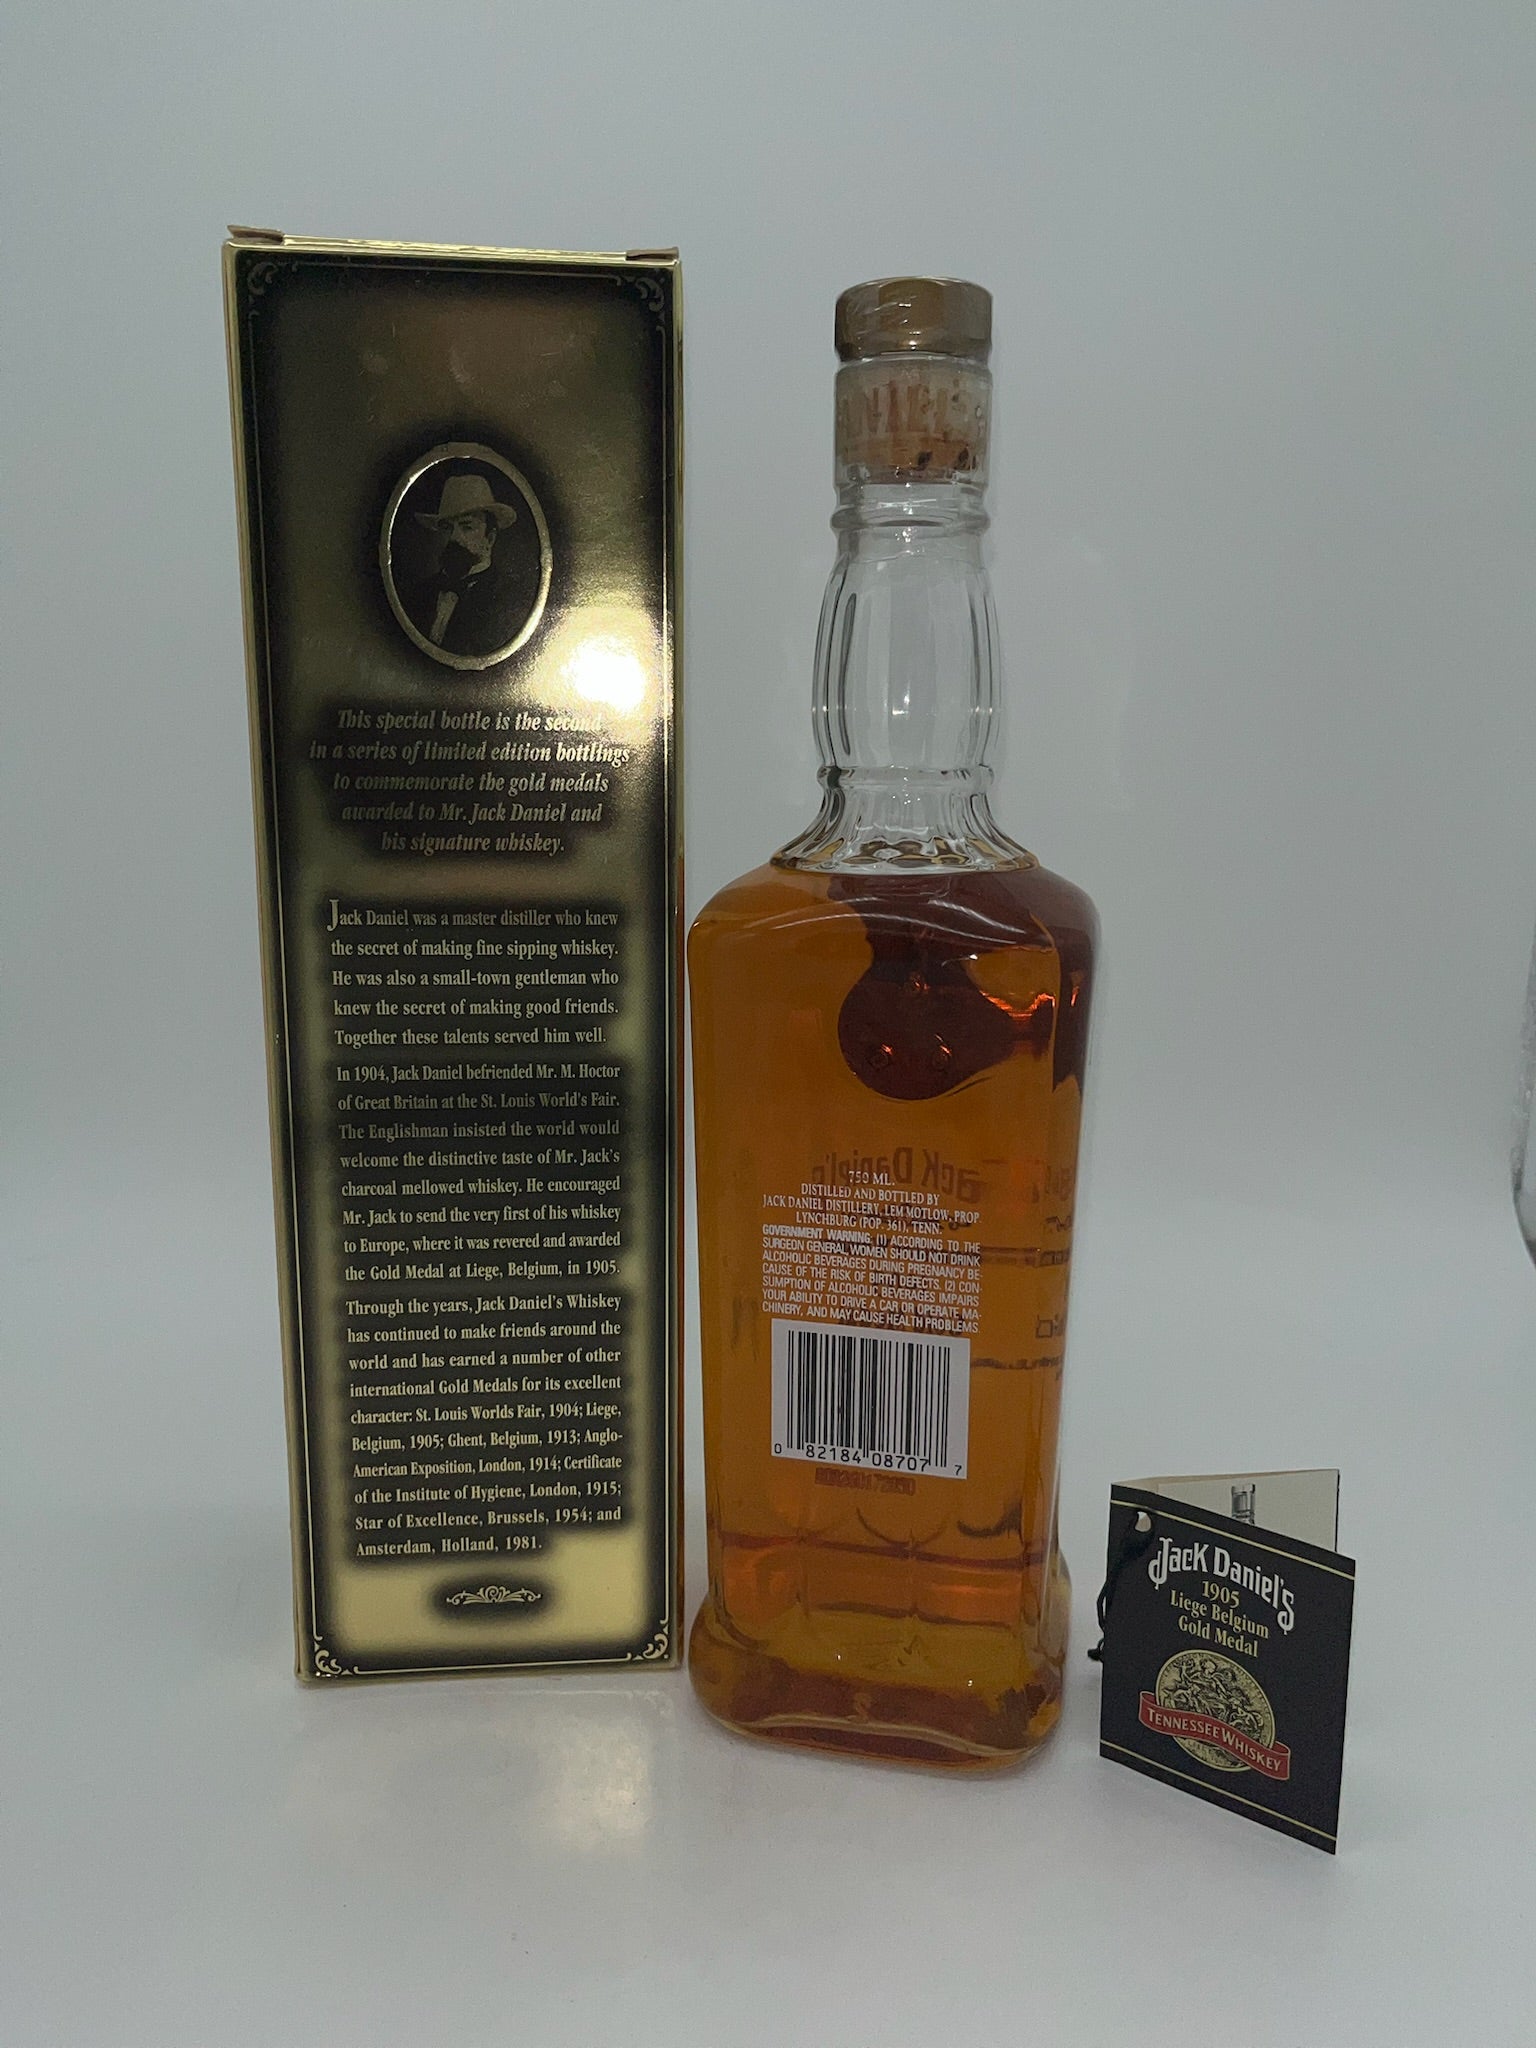 This special bottle is the second
in a series of limited edition bottlings
to commemorate the gold medals
awarded to Mr. Jack Daniel and
his signature whiskey.
Jack Daniel was a master distiller who knew
the secret of making fine sipping whiskey.
He was also a small-town gentleman who
knew the secret of making good friends.
Together these talents served him well.
In 1904, Jack Daniel befriended Mr. M. Hoctor
of Great Britain at the St. Louis World's Fair.
The Englishman insisted the world would
welcome the distinctive taste of Mr. Jack's
charcoal mellowed whiskey. He encouraged
Mr. Jack to send the very first of his whiskey
to Europe, where it was revered and awarded
the Gold Medal at Liege, Belgium, in 1905.
Through the years, Jack Daniel's Whiskey
has continued to make friends around the
world and has earned a number of other
international Gold Medals for its excellent
character: St. Louis Worlds Fair, 1904; Liege,
Belgium, 1905; Ghent, Belgium, 1913; Anglo-
American Exposition, London, 1914; Certificate
of the Institute of Hygiene, London, 1915;
Star of Excellence, Brussels, 1954; and
Amsterdam, Holland, 1981.
Jack Daniel's
750 ML.
DISTILLED AND BOTTLED BY
JACK DANIEL DISTILLERY, LEM MOTLOW, PROP.
LYNCHBURG (POP. 361), TENN.
GOVERNMENT WARNING: (1) ACCORDING TO THE
SURGEON GENERAL, WOMEN SHOULD NOT DRINK
ALCOHOLIC BEVERAGES DURING PREGNANCY BE-
CAUSE OF THE RISK OF BIRTH DEFECTS. (2) CON-
SUMPTION OF ALCOHOLIC BEVERAGES IMPAIRS
YOUR ABILITY TO DRIVE A CAR OR OPERATE MA-
CHINERY, AND MAY CAUSE HEALTH PROBLEMS.
0 82184 08707 7
Jack Daniel's
1905
Liege Belgium
Gold Medal
TENNESSEE WHISKEY